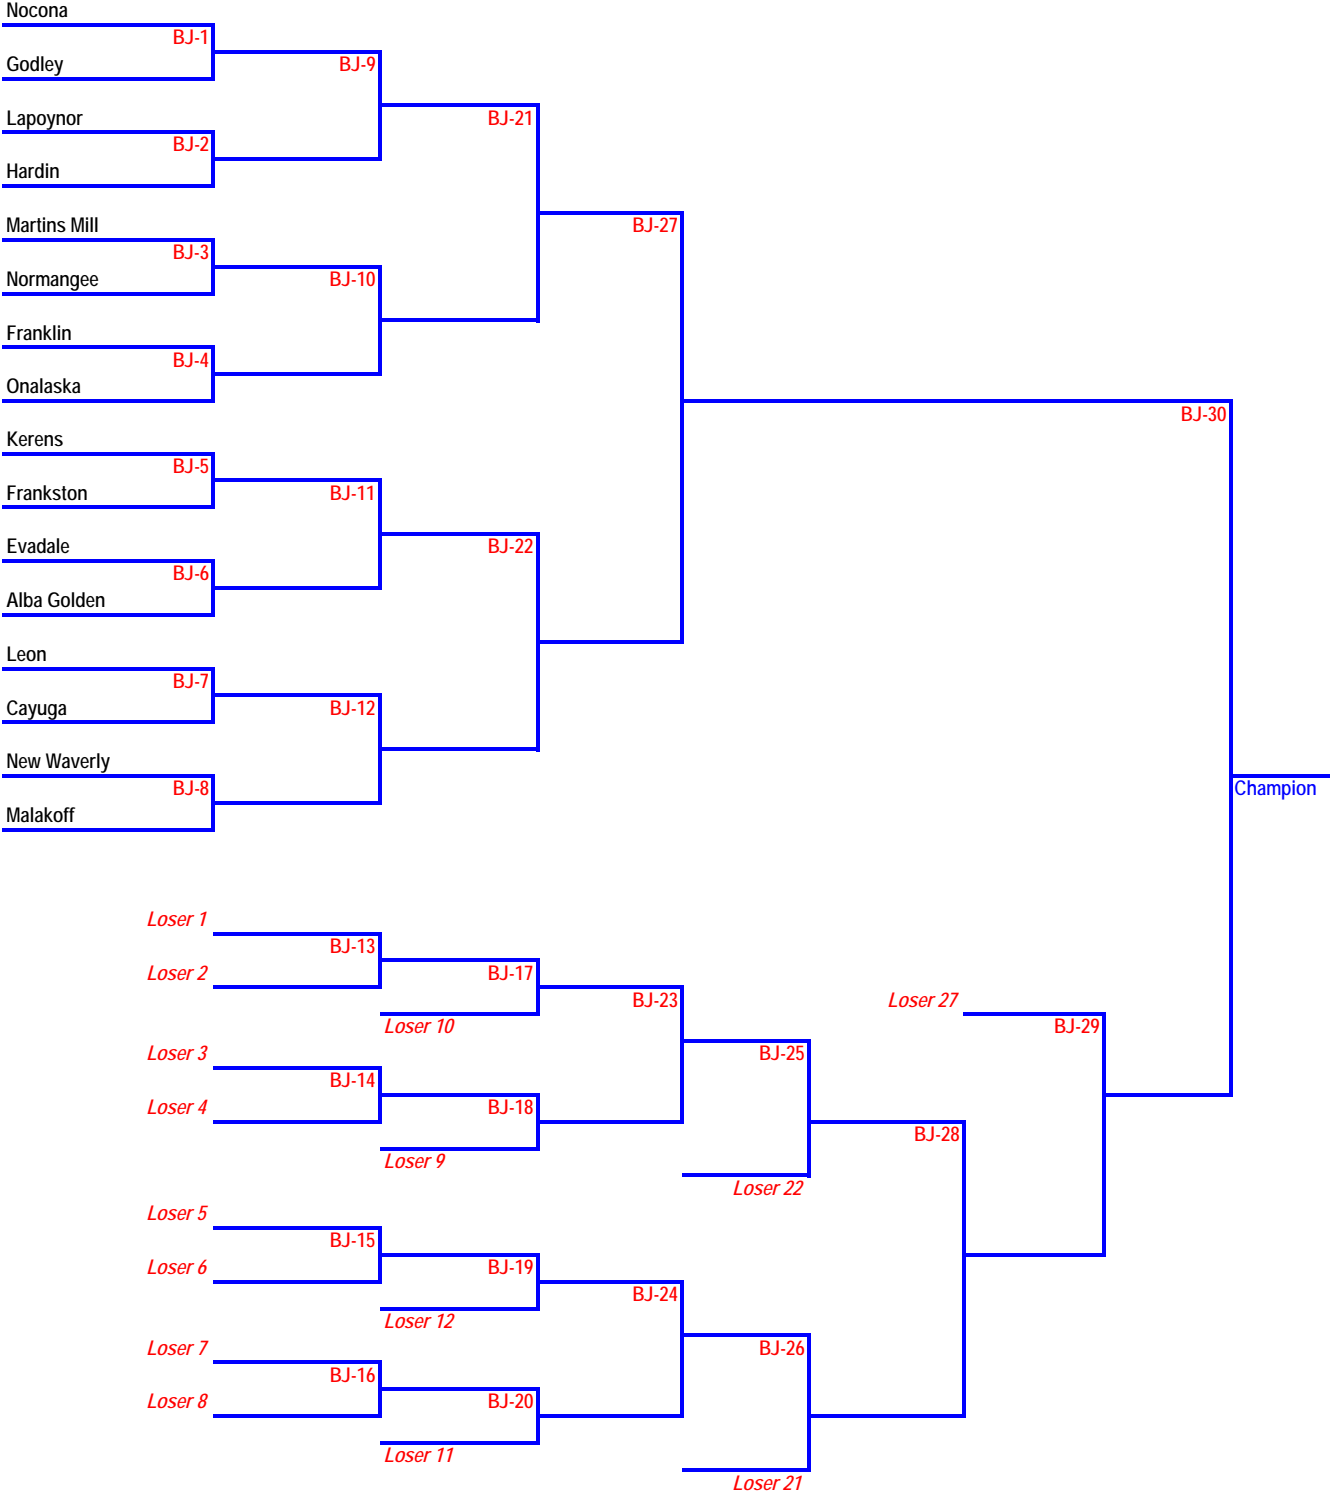 Nocona
BJ-1
Godley
BJ-9
Lapoynor
BJ-21
BJ-2
Hardin
Martins Mill
BJ-27
BJ-3
Normangee
BJ-10
Franklin
BJ-4
Onalaska
BJ-30
Kerens
BJ-5
Frankston
BJ-11
Evadale
BJ-22
BJ-6
Alba Golden
Leon
BJ-7
Cayuga
BJ-12
New Waverly
BJ-8
Champion
Malakoff
Loser 1
BJ-13
Loser 2
BJ-17
BJ-23
Loser 27
Loser 10
BJ-29
Loser 3
BJ-25
BJ-14
Loser 4
BJ-18
BJ-28
Loser 9
Loser 22
Loser 5
BJ-15
Loser 6
BJ-19
BJ-24
Loser 12
Loser 7
BJ-26
BJ-16
Loser 8
BJ-20
Loser 11
Loser 21